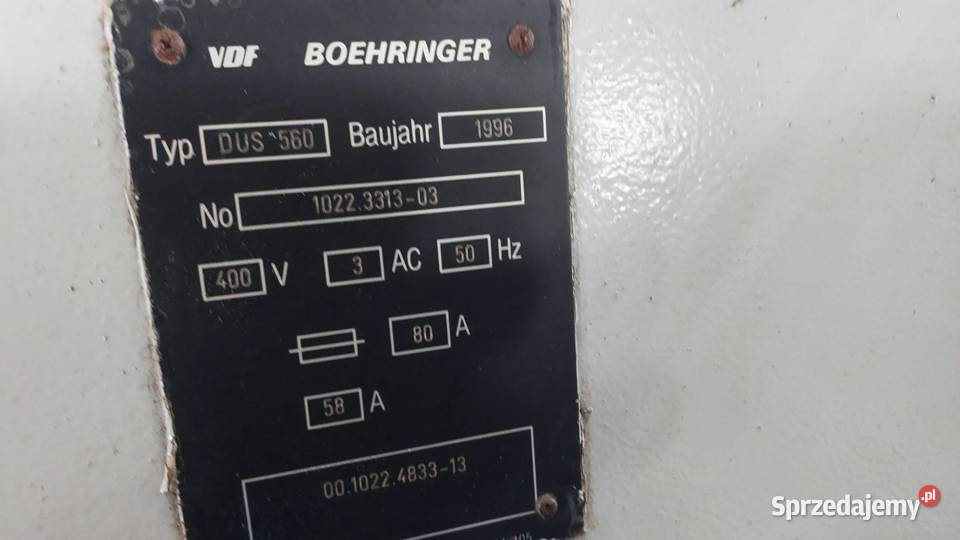 VDF BOEHRINGER
Typ DUS 560 Baujahr 1996
No 1022.3313-03
400 V 3 AC 50 Hz
80 A
58 A
00.1022.4833-13
Sprzedajemy.pl